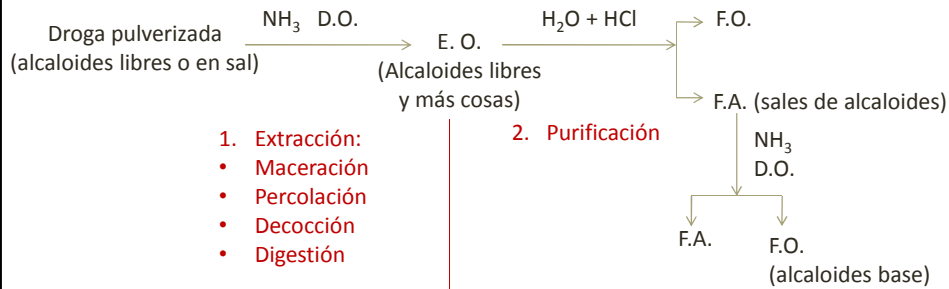 NH₃ D.O.
H₂O + HCl
Droga pulverizada
(alcaloides libres o en sal)
E. O.
(Alcaloides libres
y más cosas)
F.O.
F.A. (sales de alcaloides)
1. Extracción:
• Maceración
• Percolación
• Decocción
• Digestión
2. Purificación
NH₃
D.O.
F.A.
F.O.
(alcaloides base)